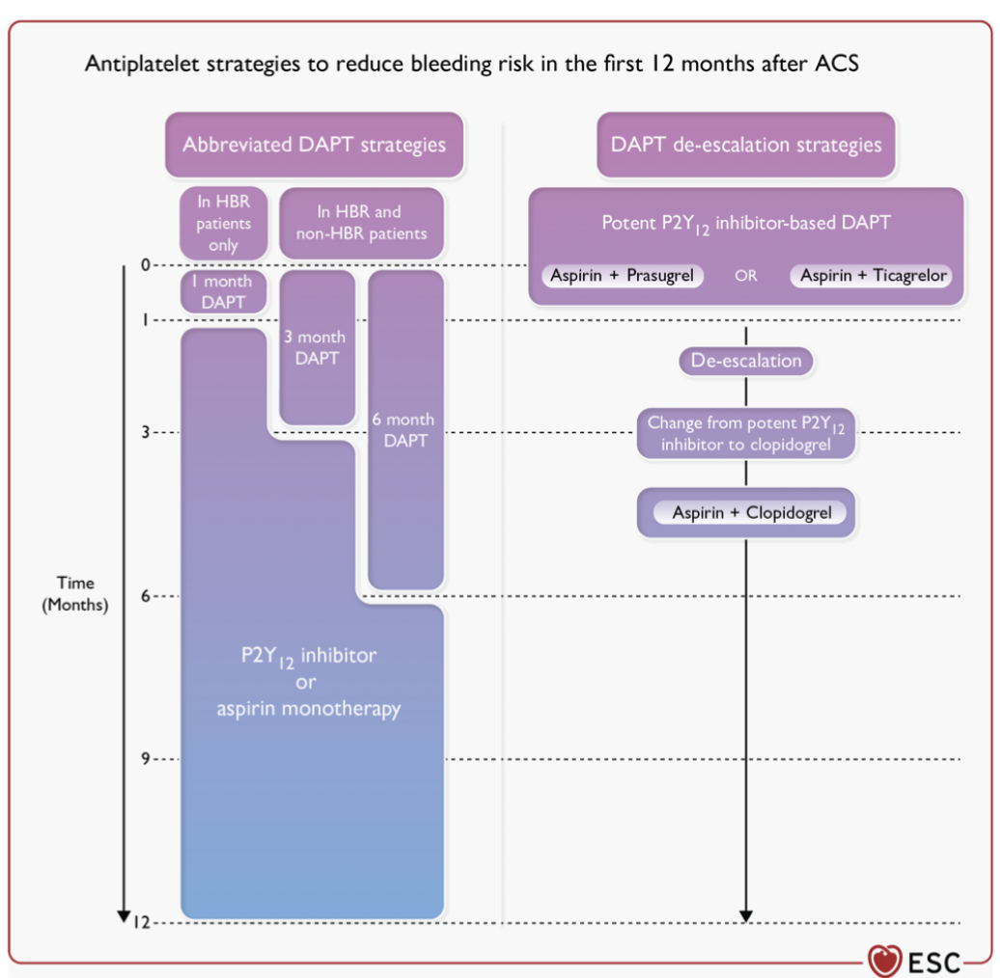 Antiplatelet strategies to reduce bleeding risk in the first 12 months after ACS
Abbreviated DAPT strategies
In HBR
patients
only
In HBR and
non-HBR patients
1 month
DAPT
3 month
DAPT
6 month
DAPT
P2Y12 inhibitor
or
aspirin monotherapy
Time
(Months)
0
1
3
6
9
12
DAPT de-escalation strategies
Potent P2Y12 inhibitor-based DAPT
Aspirin + Prasugrel OR Aspirin + Ticagrelor
De-escalation
Change from potent P2Y12
inhibitor to clopidogrel
Aspirin + Clopidogrel
ESC